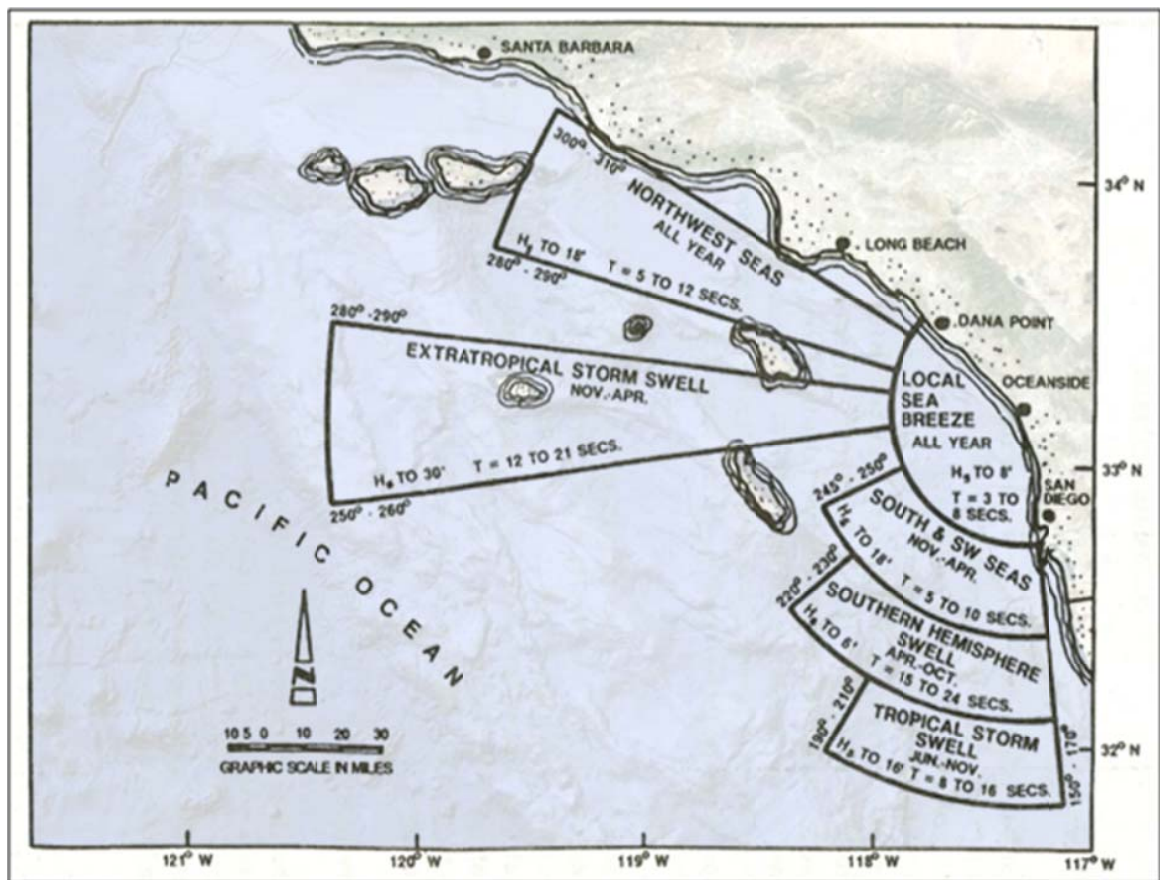 SANTA BARBARA
300° - 310°
NORTHWEST SEAS
ALL YEAR
Hs TO 18' T = 5 TO 12 SECS.
280° - 290°
34° N
LONG BEACH
DANA POINT
280° - 290°
EXTRATROPICAL STORM SWELL
NOV.-APR.
Hs TO 30' T = 12 TO 21 SECS.
250° - 260°
OCEANSIDE
LOCAL
SEA
BREEZE
ALL YEAR
Hs TO 8'
T = 3 TO
8 SECS.
33° N
SAN
DIEGO
245° - 250°
SOUTH & SW SEAS
NOV.-APR.
Hs TO 18' T = 5 TO 10 SECS.
PACIFIC OCEAN
220° - 230°
SOUTHERN HEMISPHERE
SWELL
APR.-OCT.
Hs TO 6' T = 15 TO 24 SECS.
N
190° - 210°
TROPICAL STORM
SWELL
JUN.-NOV.
Hs TO 16' T = 8 TO 16 SECS.
150° - 170°
32° N
10 5 0 10 20 30
GRAPHIC SCALE IN MILES
121° W
120° W
119° W
118° W
117° W